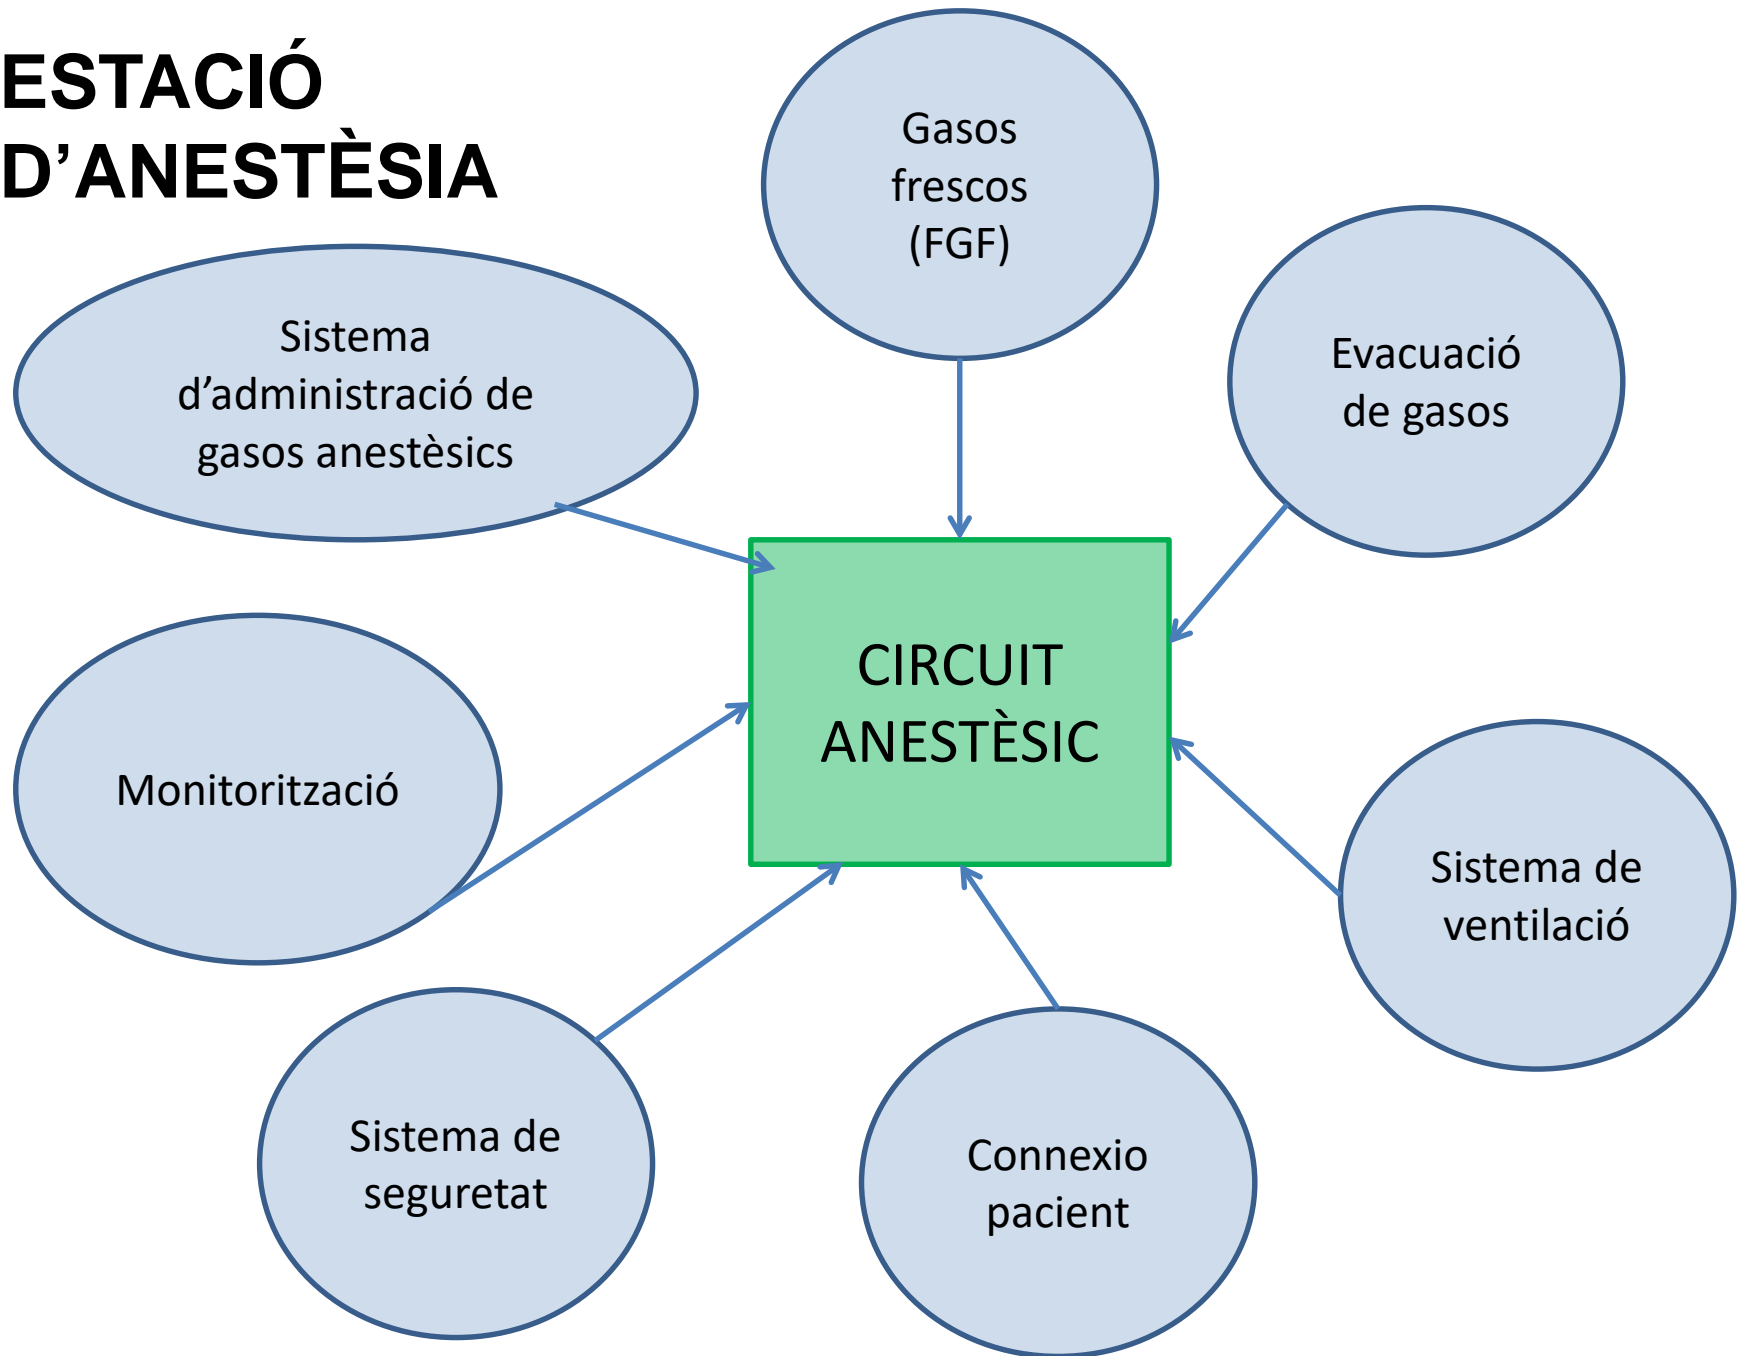 ESTACIÓ
D’ANESTÈSIA
Gasos
frescos
(FGF)
Sistema
d’administració de
gasos anestèsics
Evacuació
de gasos
CIRCUIT
ANESTÈSIC
Monitorització
Sistema de
ventilació
Sistema de
seguretat
Connexio
pacient